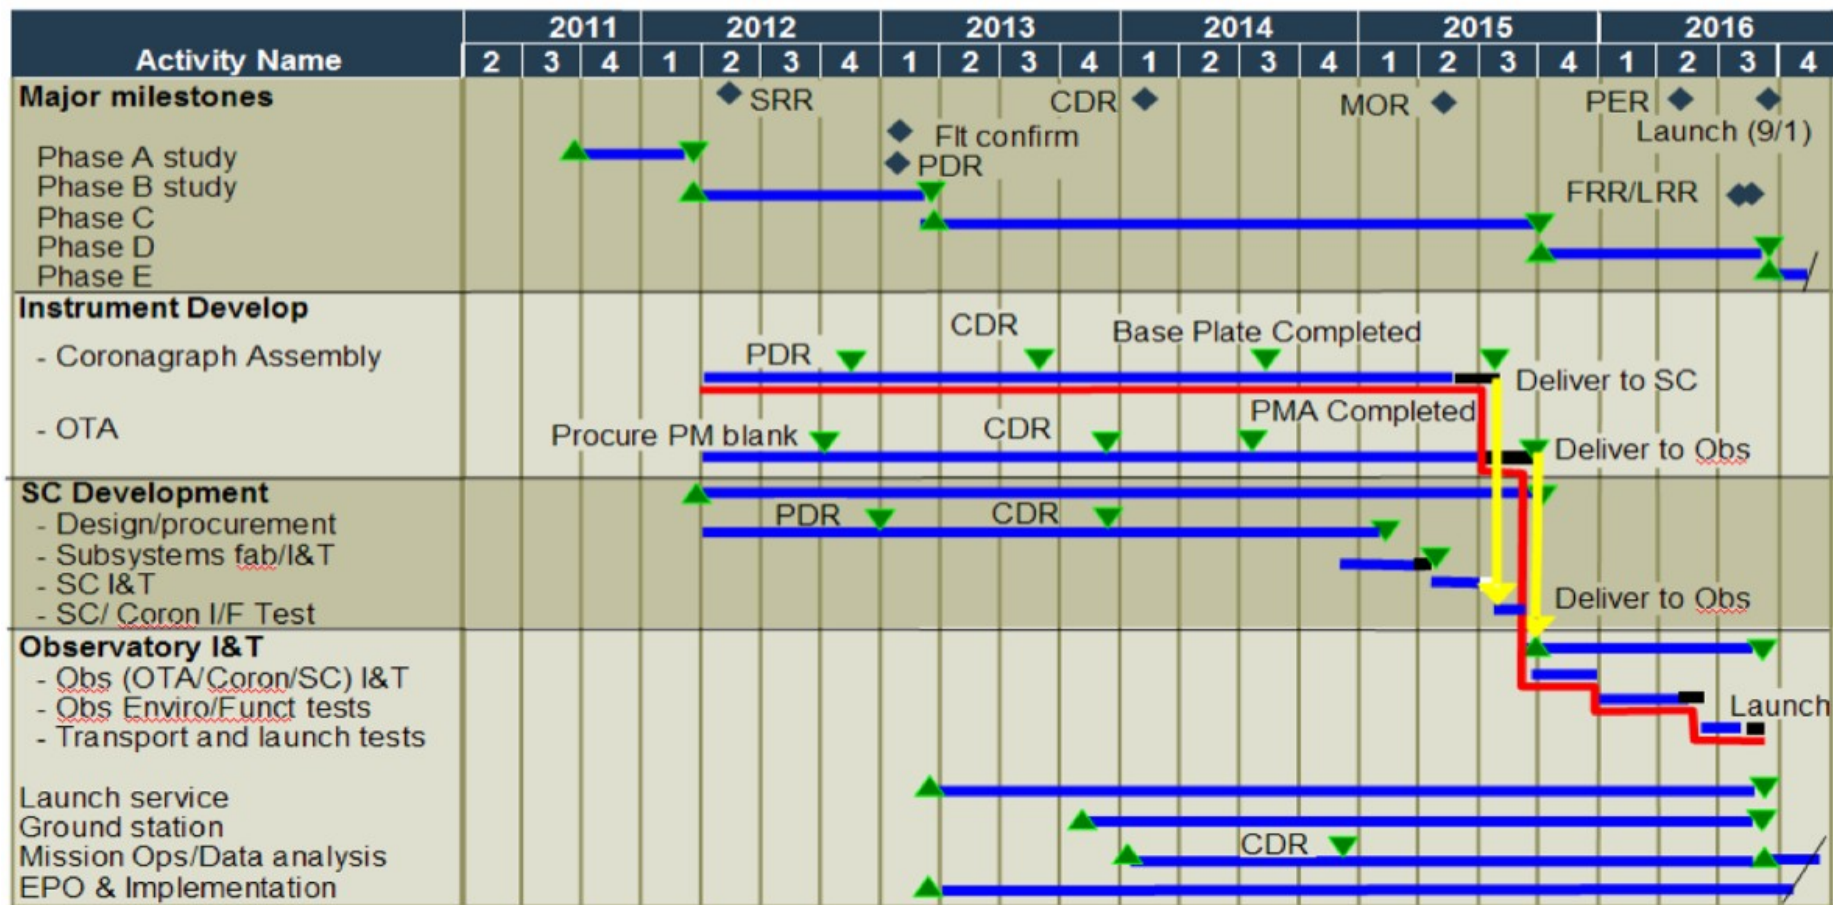 2011 2012 2013 2014 2015 2016
Activity Name 2 3 4 1 2 3 4 1 2 3 4 1 2 3 4 1 2 3 4 1 2 3 4
Major milestones SRR CDR MOR PER
Flt confirm Launch (9/1)
Phase A study PDR
Phase B study FRR/LRR
Phase C
Phase D
Phase E
Instrument Develop
CDR Base Plate Completed
- Coronagraph Assembly PDR
Deliver to SC
PMA Completed
- OTA Procure PM blank CDR Deliver to Obs
SC Development
- Design/procurement PDR CDR
- Subsystems fab/I&T
- SC I&T
- SC/ Coron I/F Test Deliver to Obs
Observatory I&T
- Obs (OTA/Coron/SC) I&T
- Obs Enviro/Funct tests Launch
- Transport and launch tests
Launch service
Ground station
Mission Ops/Data analysis CDR
EPO & Implementation